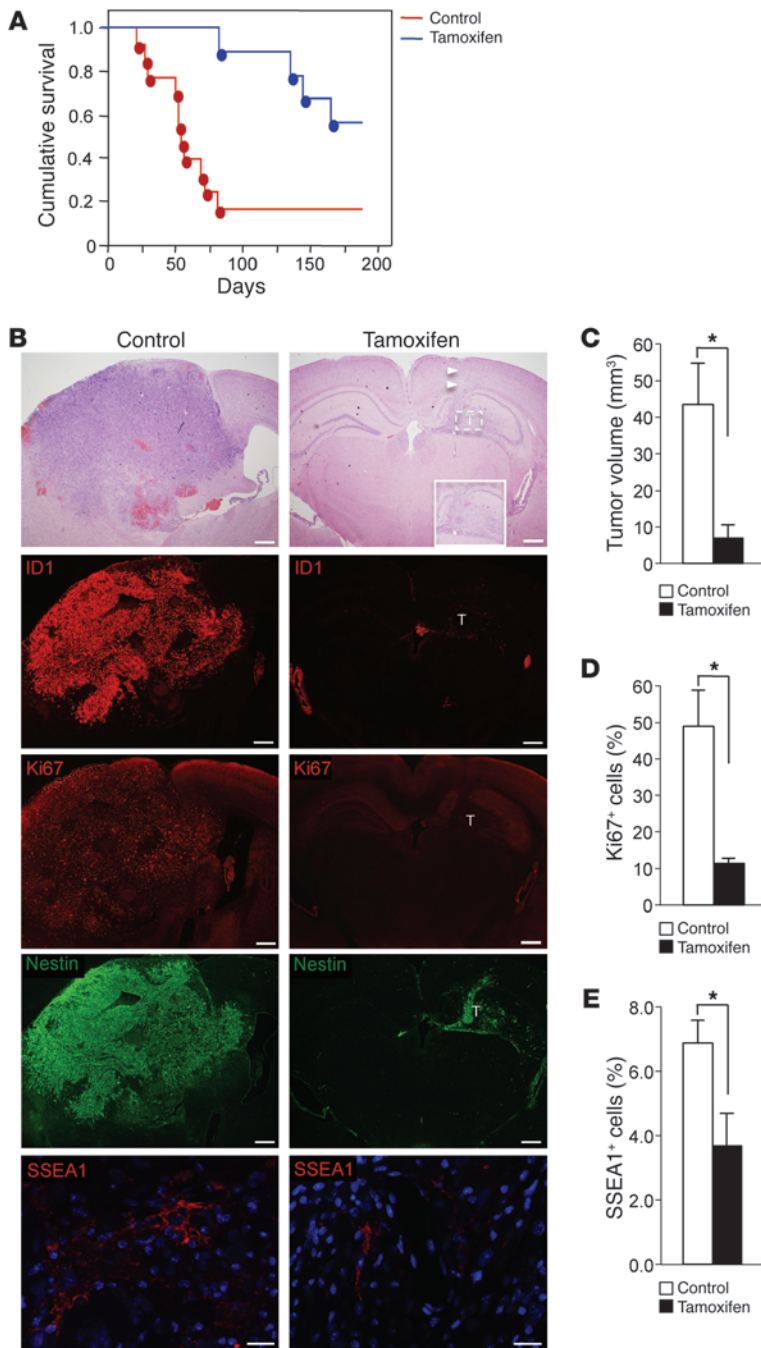 A
Control
Tamoxifen
Cumulative survival
1.0
0.8
0.6
0.4
0.2
0
0 50 100 150 200
Days
B
Control Tamoxifen
T
ID1 ID1
T
Ki67 Ki67
T
Nestin Nestin
T
SSEA1 SSEA1
C
Tumor volume (mm³)
60
50
40
30
20
10
0
*
Control
Tamoxifen
D
Ki67⁺ cells (%)
60
50
40
30
20
10
0
*
Control
Tamoxifen
E
SSEA1⁺ cells (%)
8.0
6.0
4.0
2.0
0.0
*
Control
Tamoxifen